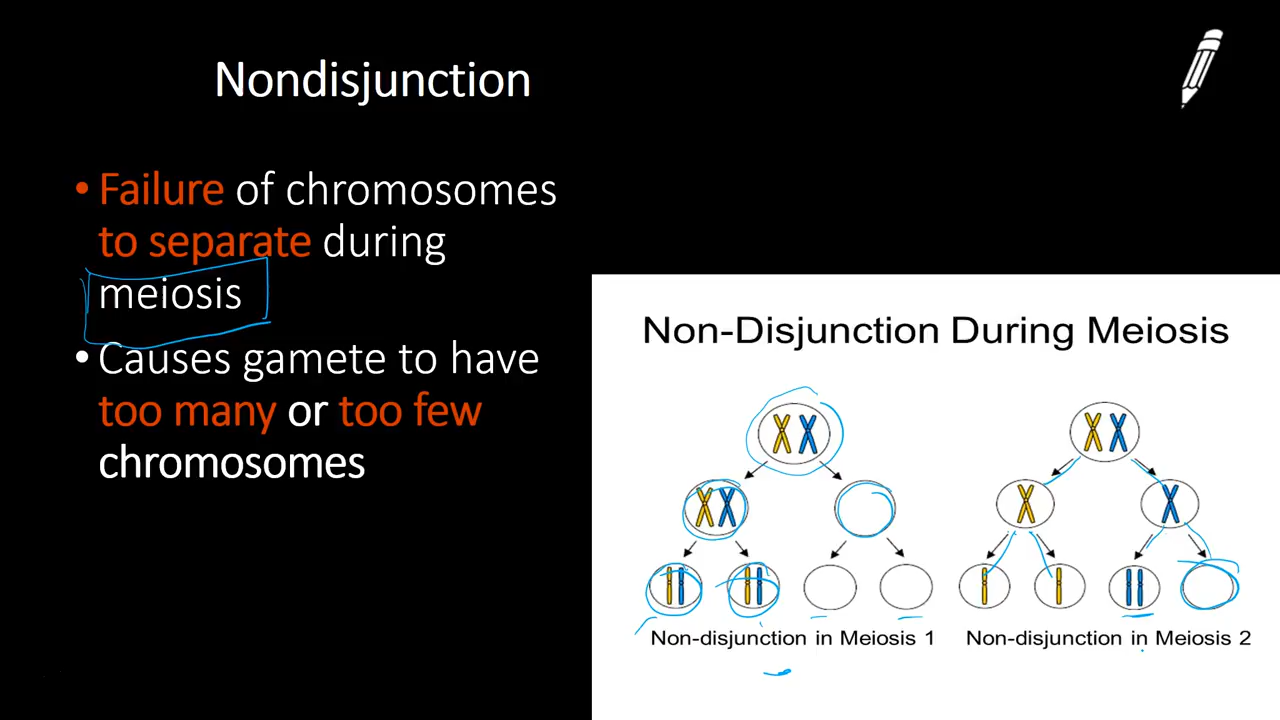 Nondisjunction
• Failure of chromosomes
to separate during
meiosis
• Causes gamete to have
too many or too few
chromosomes
Non-Disjunction During Meiosis
Non-disjunction in Meiosis 1
Non-disjunction in Meiosis 2